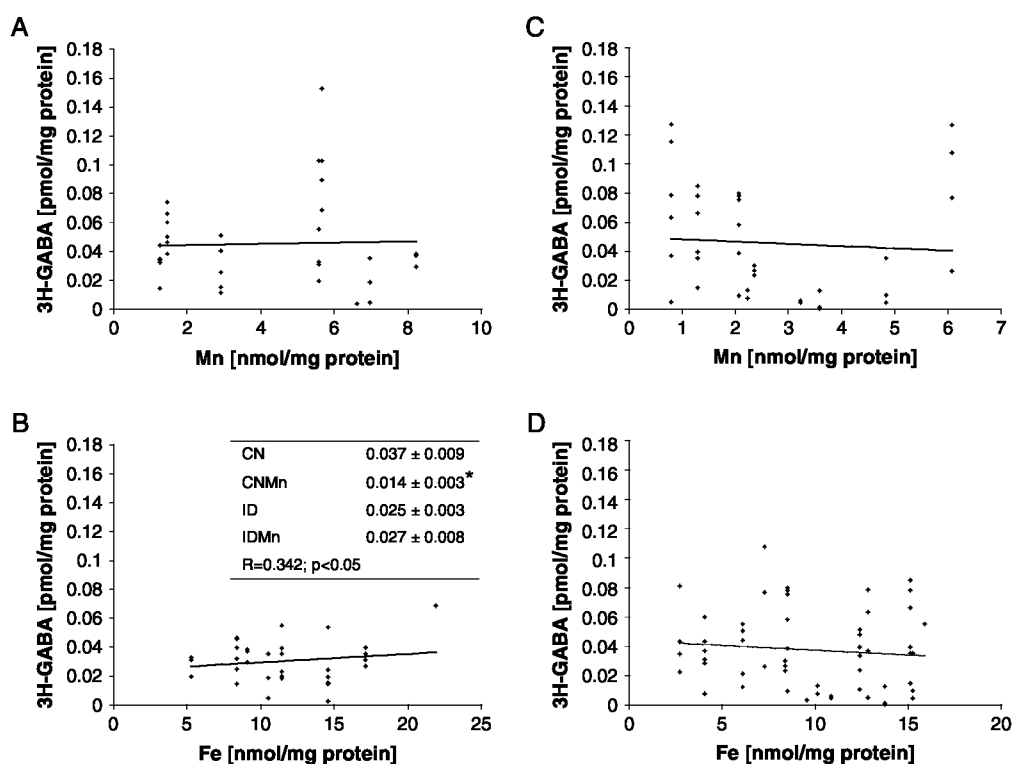 A
3H-GABA [pmol/mg protein]
0.18
0.16
0.14
0.12
0.1
0.08
0.06
0.04
0.02
0
0 2 4 6 8 10
Mn [nmol/mg protein]
C
3H-GABA [pmol/mg protein]
0.18
0.16
0.14
0.12
0.1
0.08
0.06
0.04
0.02
0
0 1 2 3 4 5 6 7
Mn [nmol/mg protein]
B
3H-GABA [pmol/mg protein]
0.18
0.16
0.14
0.12
0.1
0.08
0.06
0.04
0.02
0
CN 0.037 ± 0.009
CNMn 0.014 ± 0.003*
ID 0.025 ± 0.003
IDMn 0.027 ± 0.008
R=0.342; p<0.05
0 5 10 15 20 25
Fe [nmol/mg protein]
D
3H-GABA [pmol/mg protein]
0.18
0.16
0.14
0.12
0.1
0.08
0.06
0.04
0.02
0
0 5 10 15 20
Fe [nmol/mg protein]